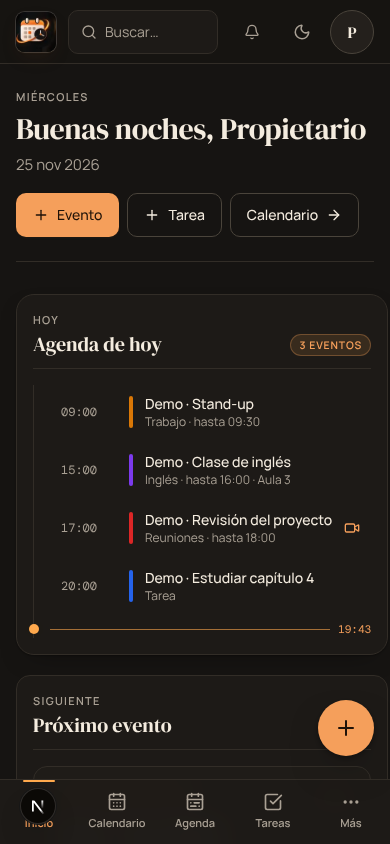 Buscar...
P
MIÉRCOLES
Buenas noches, Propietario
25 nov 2026
+ Evento
+ Tarea
Calendario →
HOY
Agenda de hoy
3 EVENTOS
09:00
Demo · Stand-up
Trabajo · hasta 09:30
15:00
Demo · Clase de inglés
Inglés · hasta 16:00 · Aula 3
17:00
Demo · Revisión del proyecto
Reuniones · hasta 18:00
20:00
Demo · Estudiar capítulo 4
Tarea
19:43
SIGUIENTE
Próximo evento
N
Inicio
Calendario
Agenda
Tareas
Más